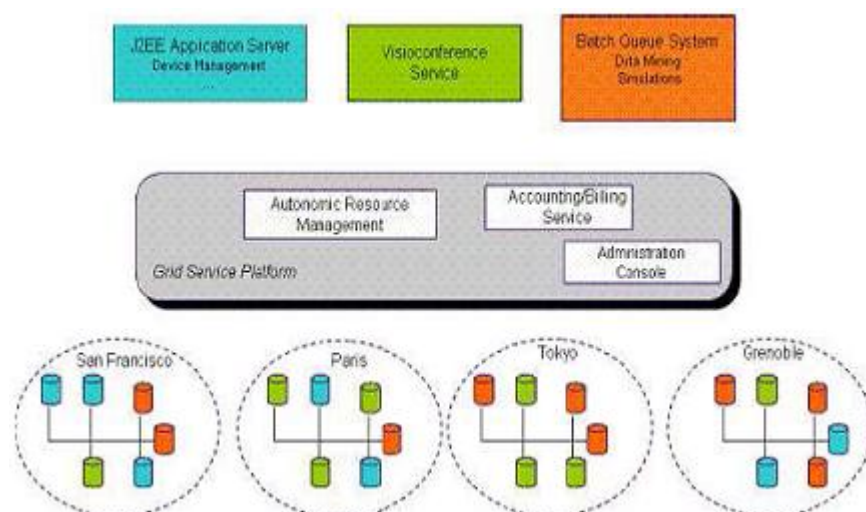 J2EE Appication Server
Device Management
...
Visioconference
Service
Batch Queue System
Data Mining
Simulations
Autonomic Resource
Management
Accounting/Billing
Service
Administration
Console
Grid Service Platform
San Francisco
Paris
Tokyo
Grenoble